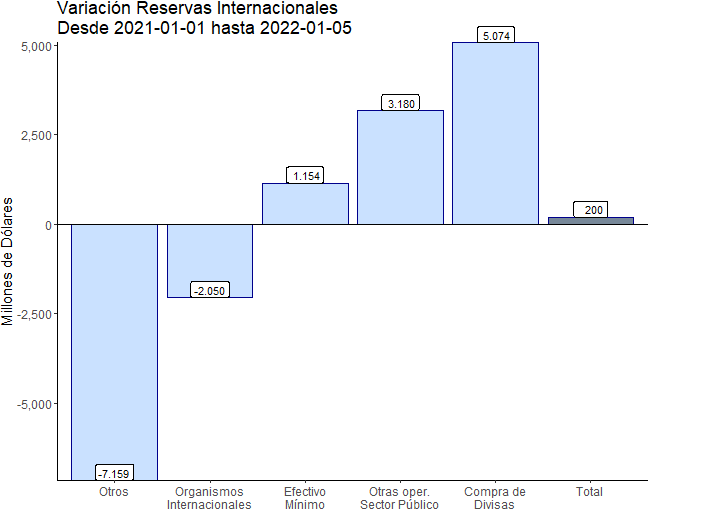 Variación Reservas Internacionales
Desde 2021-01-01 hasta 2022-01-05
Millones de Dólares
5,000
2,500
0
-2,500
-5,000
5.074
3.180
1.154
200
-2.050
-7.159
Otros
Organismos
Internacionales
Efectivo
Mínimo
Otras oper.
Sector Público
Compra de
Divisas
Total